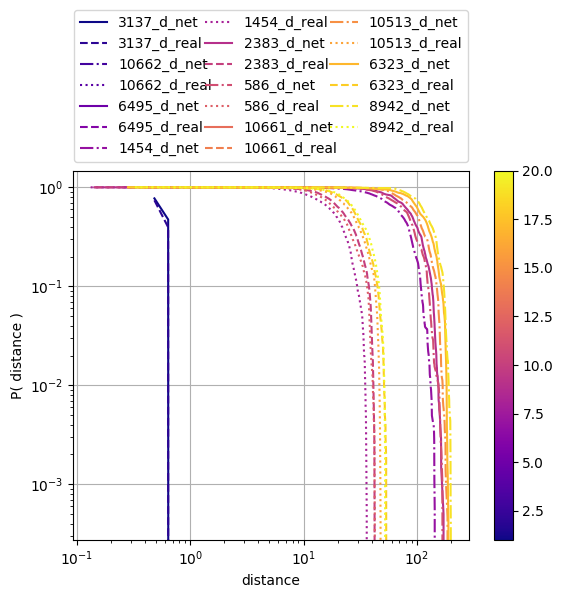 3137_d_net 1454_d_real 10513_d_net
3137_d_real 2383_d_net 10513_d_real
10662_d_net 2383_d_real 6323_d_net
10662_d_real 586_d_net 6323_d_real
6495_d_net 586_d_real 8942_d_net
6495_d_real 10661_d_net 8942_d_real
1454_d_net 10661_d_real
10⁰
10⁻¹
10⁻²
10⁻³
P( distance )
10⁻¹ 10⁰ 10¹ 10²
distance
20.0
17.5
15.0
12.5
10.0
7.5
5.0
2.5